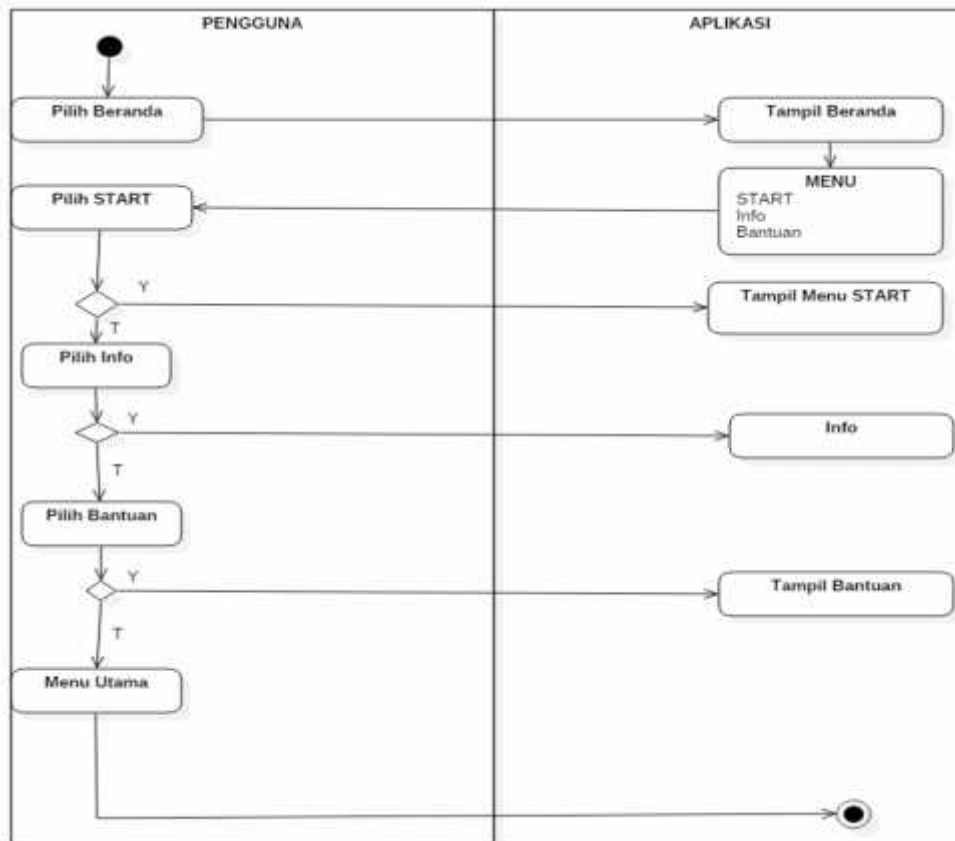 PENGGUNA
APLIKASI
Pilih Beranda
Tampil Beranda
MENU
START
Info
Bantuan
Pilih START
Y
Tampil Menu START
T
Pilih Info
Y
Info
T
Pilih Bantuan
Y
Tampil Bantuan
T
Menu Utama